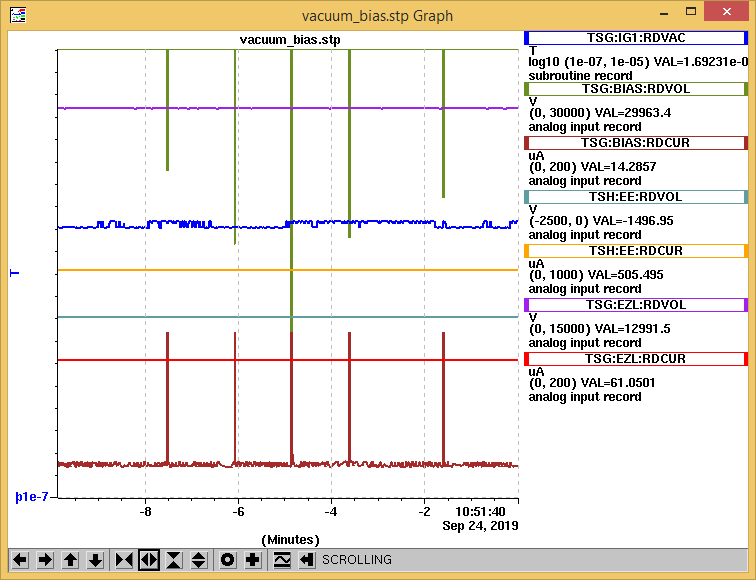 vacuum_bias.stp Graph
vacuum_bias.stp
T
þ1e-7
-8
-6
-4
-2
10:51:40
Sep 24, 2019
(Minutes)
TSG:IG1:RDVAC
T
log10 (1e-07, 1e-05) VAL=1.69231e-0
subroutine record
TSG:BIAS:RDVOL
V
(0, 30000) VAL=29963.4
analog input record
TSG:BIAS:RDCUR
uA
(0, 200) VAL=14.2857
analog input record
TSH:EE:RDVOL
V
(-2500, 0) VAL=-1496.95
analog input record
TSH:EE:RDCUR
uA
(0, 1000) VAL=505.495
analog input record
TSG:EZL:RDVOL
V
(0, 15000) VAL=12991.5
analog input record
TSG:EZL:RDCUR
uA
(0, 200) VAL=61.0501
analog input record
SCROLLING